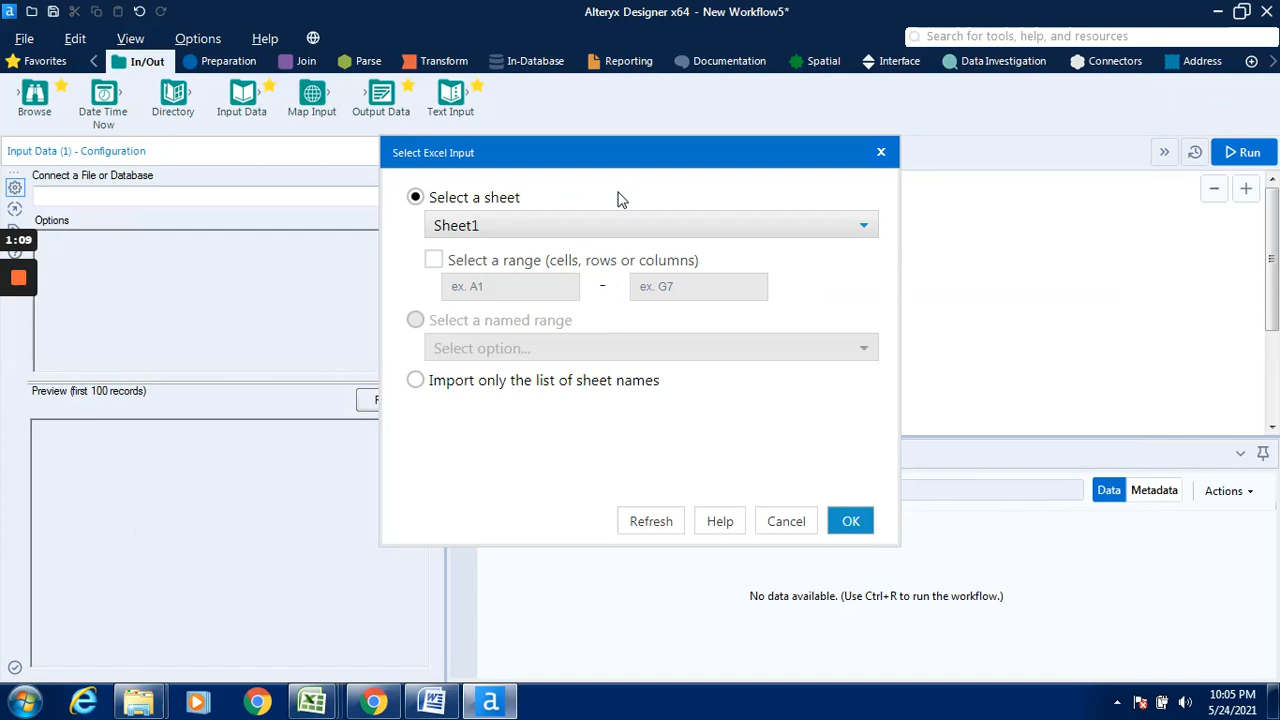 Alteryx Designer x64 - New Workflow5*
File Edit View Options Help
Search for tools, help, and resources
Favorites In/Out Preparation Join Parse Transform In-Database Reporting Documentation Spatial Interface Data Investigation Connectors Address
Browse Date Time Now Directory Input Data Map Input Output Data Text Input
Input Data (1) - Configuration
Select Excel Input
Run
Connect a File or Database
Options
1:09
Select a sheet
Sheet1
Select a range (cells, rows or columns)
ex. A1 - ex. G7
Select a named range
Select option...
Import only the list of sheet names
Preview (first 100 records)
Refresh Help Cancel OK
Data Metadata Actions
No data available. (Use Ctrl+R to run the workflow.)
10:05 PM
5/24/2021